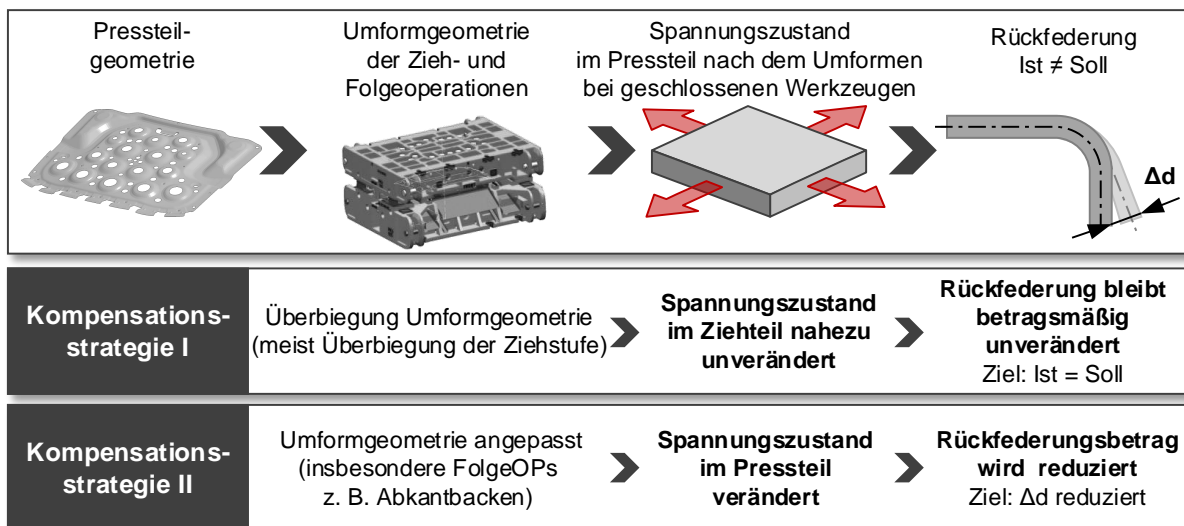 Pressteil-
geometrie
Umformgeometrie
der Zieh- und
Folgeoperationen
Spannungszustand
im Pressteil nach dem Umformen
bei geschlossenen Werkzeugen
Rückfederung
Ist ≠ Soll
Δd
Kompensations-
strategie I
Überbiegung Umformgeometrie
(meist Überbiegung der Ziehstufe)
Spannungszustand
im Ziehteil nahezu
unverändert
Rückfederung bleibt
betragsmäßig
unverändert
Ziel: Ist = Soll
Kompensations-
strategie II
Umformgeometrie angepasst
(insbesondere FolgeOPs
z. B. Abkantbacken)
Spannungszustand
im Pressteil
verändert
Rückfederungsbetrag
wird reduziert
Ziel: Δd reduziert